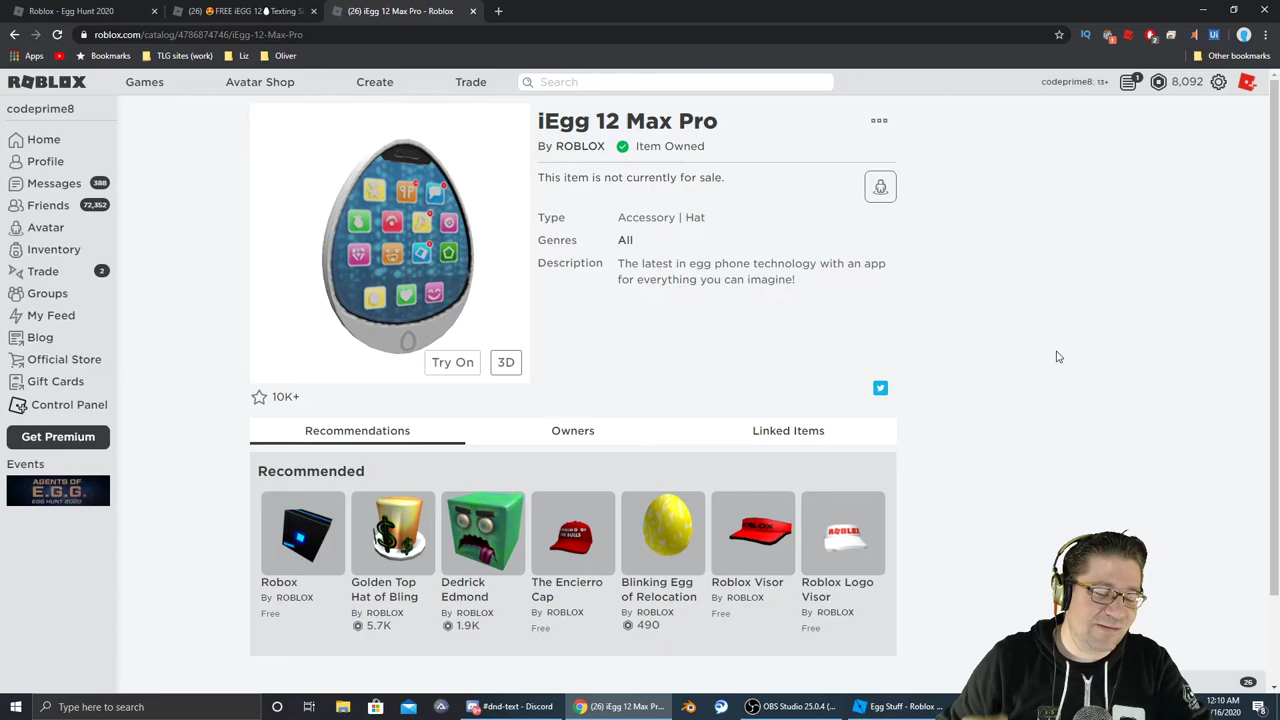 Roblox - Egg Hunt 2020
(26) 🤩 FREE iEGG 12🥚 Texting Si
(26) iEgg 12 Max Pro - Roblox
roblox.com/catalog/4786874746/iEgg-12-Max-Pro
Apps
Bookmarks
TLG sites (work)
Liz
Oliver
Other bookmarks
ROBLOX
Games
Avatar Shop
Create
Trade
Search
codeprime8: 13+
1
8,092
codeprime8
Home
Profile
Messages 388
Friends 72,352
Avatar
Inventory
Trade 2
Groups
My Feed
Blog
Official Store
Gift Cards
Control Panel
Get Premium
Events
AGENTS OF
E.G.G.
EGG HUNT 2020
Try On
3D
10K+
iEgg 12 Max Pro
By ROBLOX Item Owned
This item is not currently for sale.
Type Accessory | Hat
Genres All
Description The latest in egg phone technology with an app
for everything you can imagine!
Recommendations
Owners
Linked Items
Recommended
Robox
By ROBLOX
Free
Golden Top
Hat of Bling
By ROBLOX
5.7K
Dedrick
Edmond
By ROBLOX
1.9K
The Encierro
Cap
By ROBLOX
Free
Blinking Egg
of Relocation
By ROBLOX
490
Roblox Visor
By ROBLOX
Free
Roblox Logo
Visor
By ROBLOX
Free
26
Type here to search
#dnd-text - Discord
(26) iEgg 12 Max Pro...
OBS Studio 25.0.4 (...
Egg Stuff - Roblox ...
12:10 AM